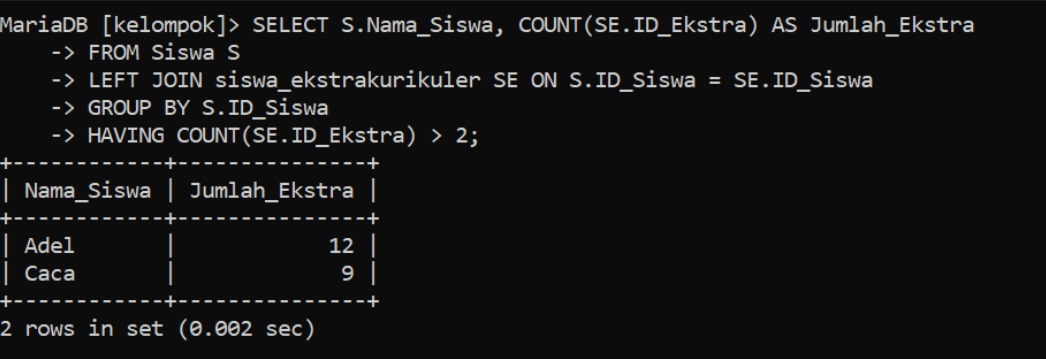 MariaDB [kelompok]> SELECT S.Nama_Siswa, COUNT(SE.ID_Ekstra) AS Jumlah_Ekstra
    -> FROM Siswa S
    -> LEFT JOIN siswa_ekstrakurikuler SE ON S.ID_Siswa = SE.ID_Siswa
    -> GROUP BY S.ID_Siswa
    -> HAVING COUNT(SE.ID_Ekstra) > 2;
+------------+---------------+
| Nama_Siswa | Jumlah_Ekstra |
+------------+---------------+
| Adel       |            12 |
| Caca       |             9 |
+------------+---------------+
2 rows in set (0.002 sec)